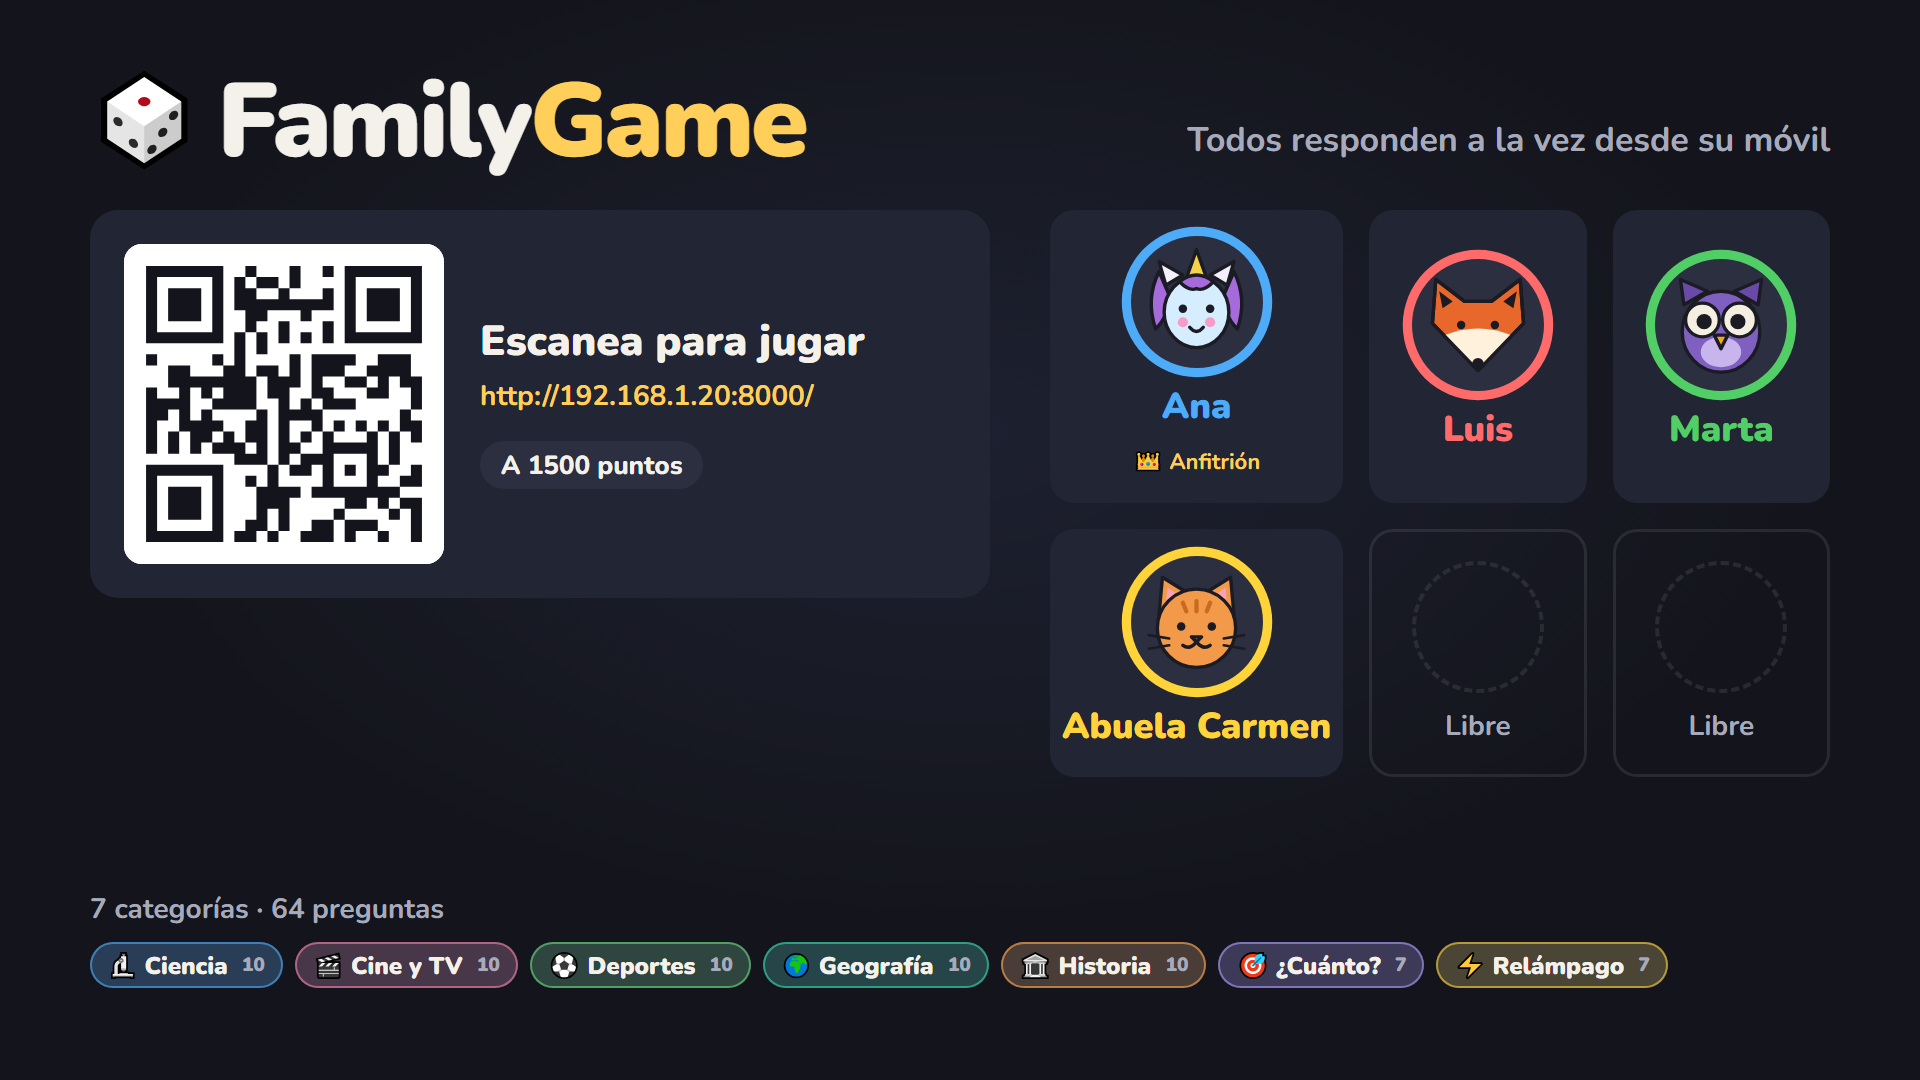 FamilyGame
Todos responden a la vez desde su móvil
Escanea para jugar
http://192.168.1.20:8000/
A 1500 puntos
Ana
Anfitrión
Luis
Marta
Abuela Carmen
Libre
Libre
7 categorías · 64 preguntas
Ciencia 10
Cine y TV 10
Deportes 10
Geografía 10
Historia 10
¿Cuánto? 7
Relámpago 7